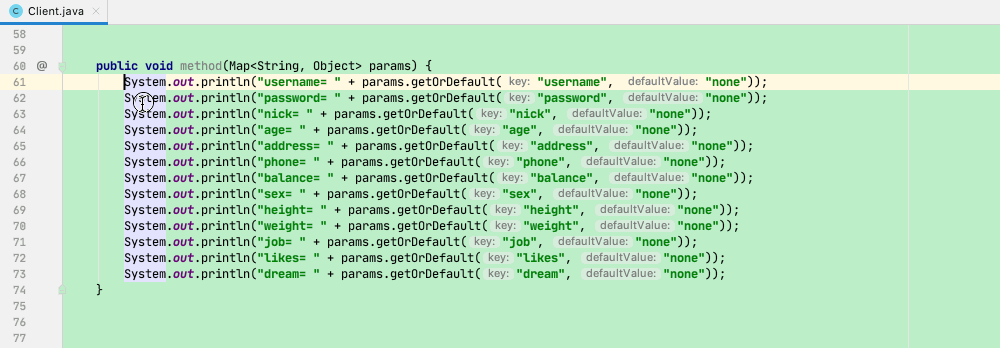 Client.java
58
59
60 @ public void method(Map<String, Object> params) {
61 System.out.println("username= " + params.getOrDefault( key: "username", defaultValue: "none"));
62 System.out.println("password= " + params.getOrDefault( key: "password", defaultValue: "none"));
63 System.out.println("nick= " + params.getOrDefault( key: "nick", defaultValue: "none"));
64 System.out.println("age= " + params.getOrDefault( key: "age", defaultValue: "none"));
65 System.out.println("address= " + params.getOrDefault( key: "address", defaultValue: "none"));
66 System.out.println("phone= " + params.getOrDefault( key: "phone", defaultValue: "none"));
67 System.out.println("balance= " + params.getOrDefault( key: "balance", defaultValue: "none"));
68 System.out.println("sex= " + params.getOrDefault( key: "sex", defaultValue: "none"));
69 System.out.println("height= " + params.getOrDefault( key: "height", defaultValue: "none"));
70 System.out.println("weight= " + params.getOrDefault( key: "weight", defaultValue: "none"));
71 System.out.println("job= " + params.getOrDefault( key: "job", defaultValue: "none"));
72 System.out.println("likes= " + params.getOrDefault( key: "likes", defaultValue: "none"));
73 System.out.println("dream= " + params.getOrDefault( key: "dream", defaultValue: "none"));
74 }
75
76
77